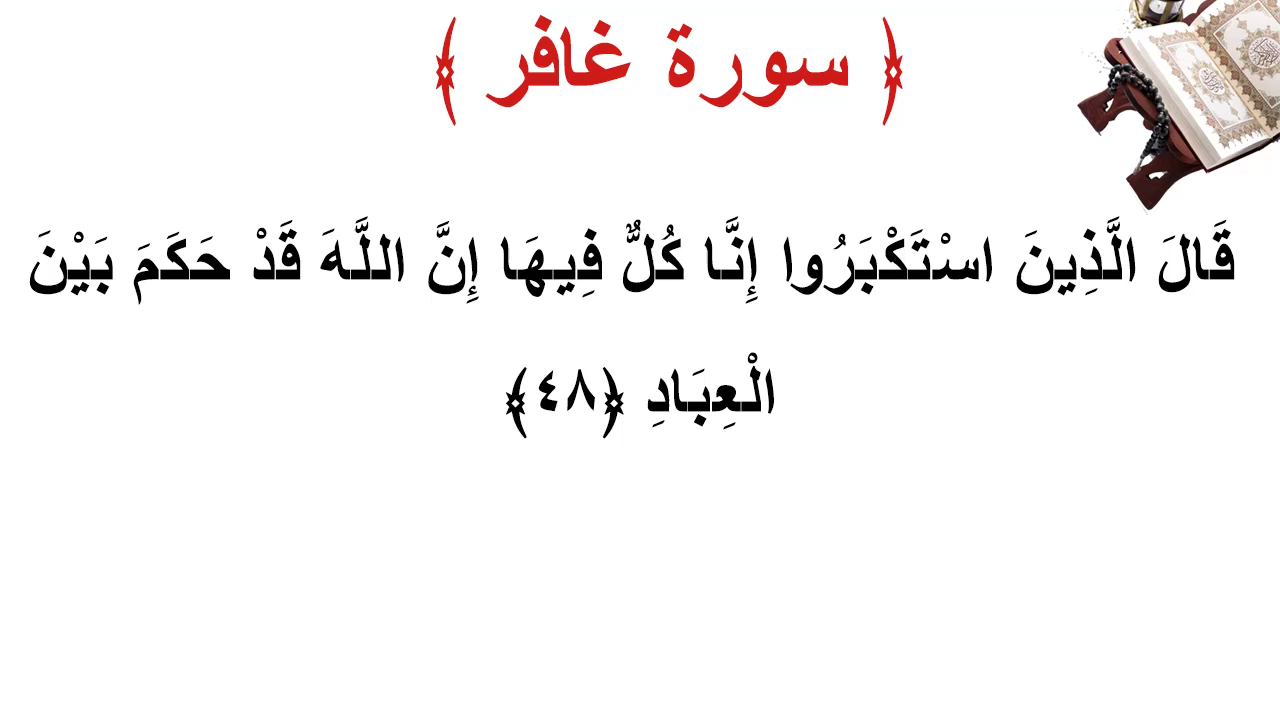 ﴿ سورة غافر ﴾
قَالَ الَّذِينَ اسْتَكْبَرُوا إِنَّا كُلٌّ فِيهَا إِنَّ اللَّهَ قَدْ حَكَمَ بَيْنَ
الْعِبَادِ ﴿٤٨﴾